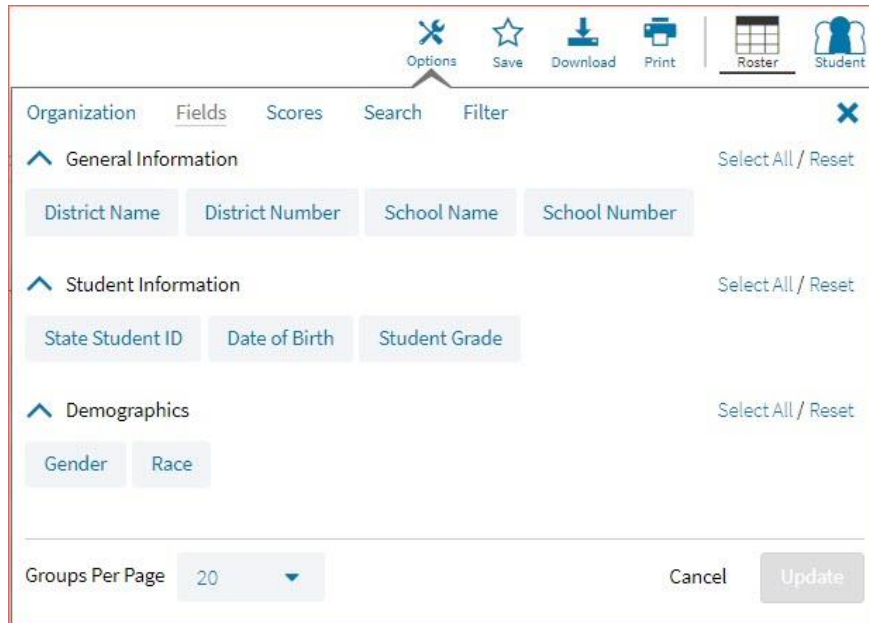 Options Save Download Print Roster Student
Organization Fields Scores Search Filter
General Information Select All / Reset
District Name District Number School Name School Number
Student Information Select All / Reset
State Student ID Date of Birth Student Grade
Demographics Select All / Reset
Gender Race
Groups Per Page 20 Cancel Update